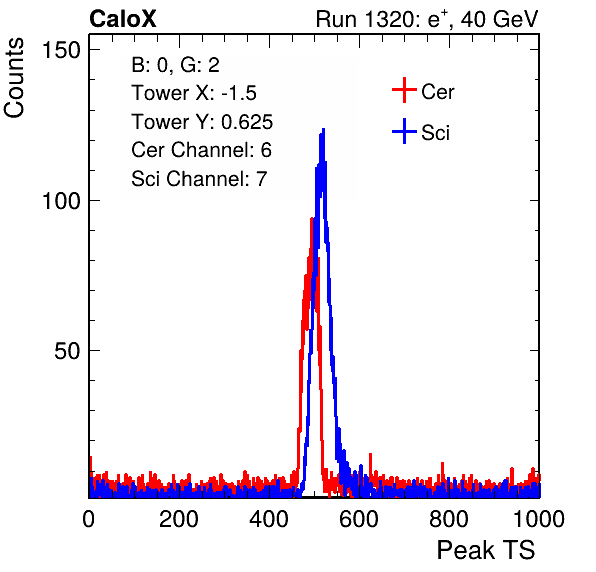 CaloX Run 1320: e⁺, 40 GeV
Counts
150
100
50
B: 0, G: 2
Tower X: -1.5
Tower Y: 0.625
Cer Channel: 6
Sci Channel: 7
Cer
Sci
0 200 400 600 800 1000
Peak TS